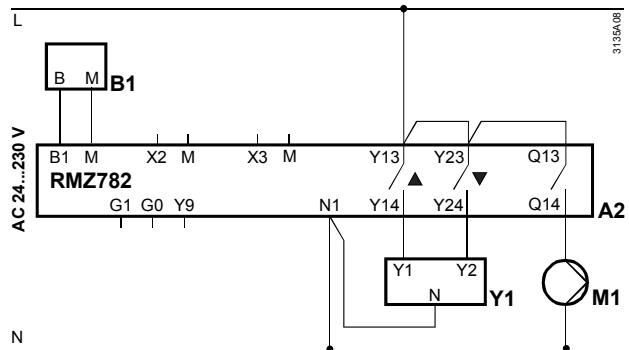 L
3135A08
B M
B1
AC 24...230 V
B1 M X2 M X3 M Y13 Y23 Q13
RMZ782
▲ ▼
G1 G0 Y9 N1 Y14 Y24 Q14
A2
Y1 Y2
N
Y1
M1
N